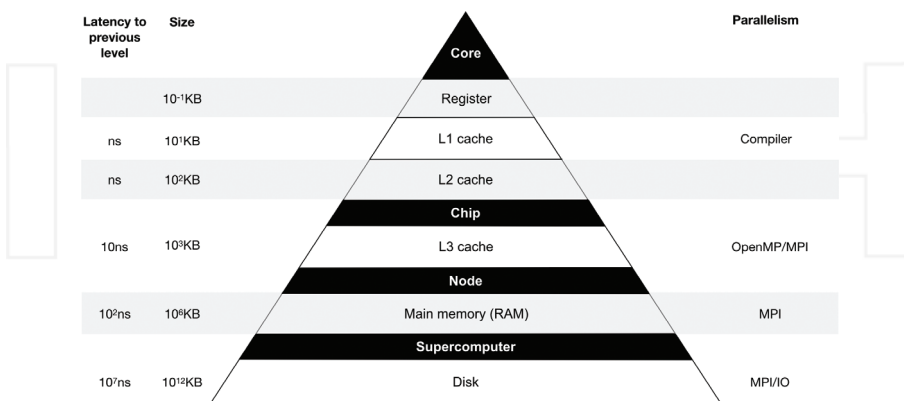 Latency to previous level Size Parallelism
Core
10⁻¹KB Register
ns 10¹KB L1 cache Compiler
ns 10²KB L2 cache
Chip
10ns 10³KB L3 cache OpenMP/MPI
Node
10²ns 10⁶KB Main memory (RAM) MPI
Supercomputer
10⁷ns 10¹²KB Disk MPI/IO